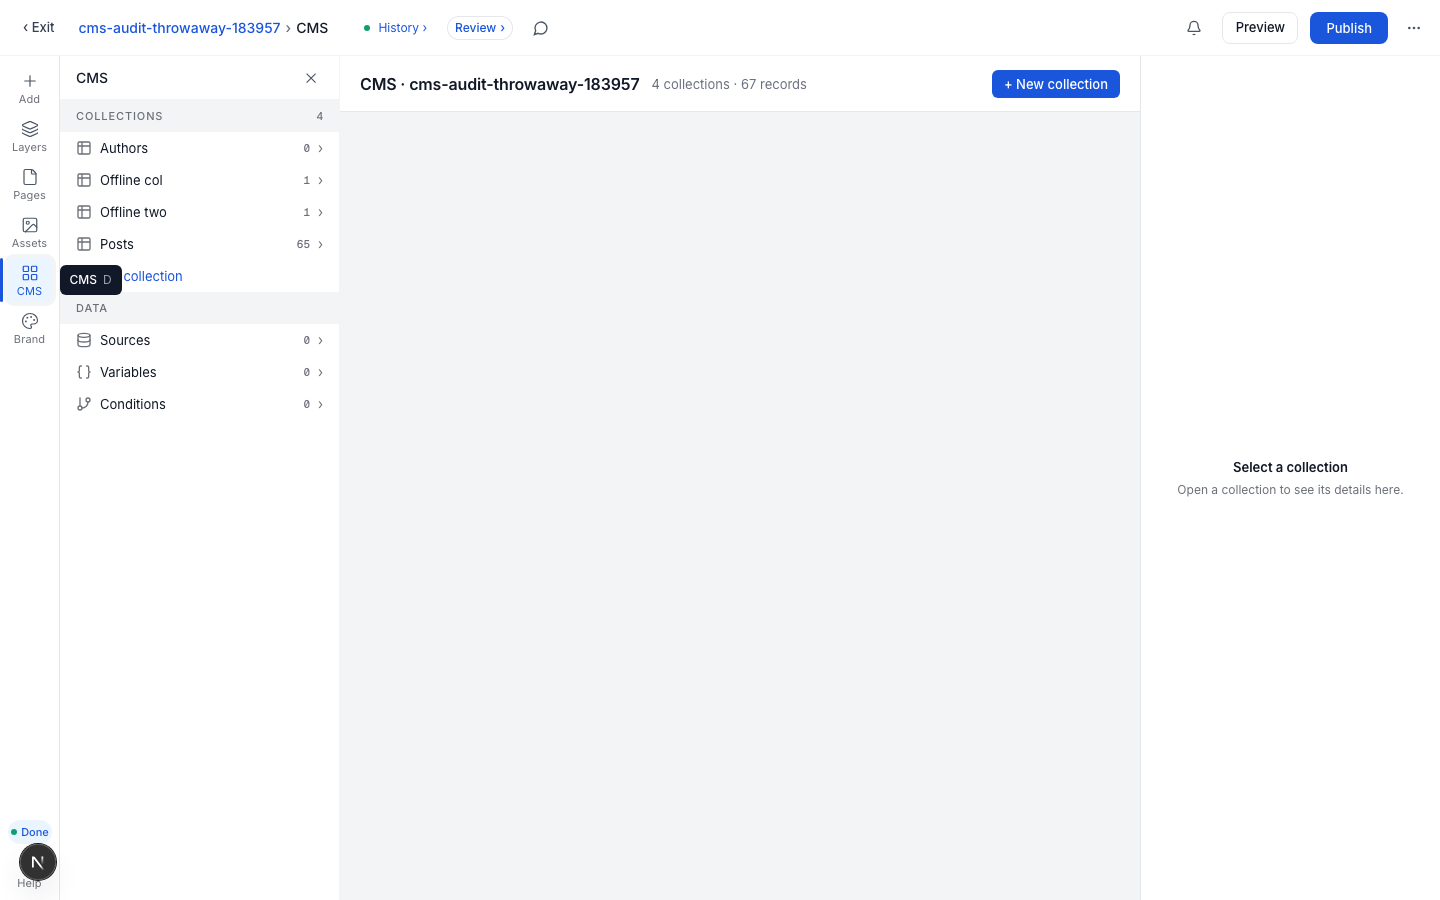 ‹ Exit
cms-audit-throwaway-183957 › CMS
History ›
Review ›
Preview
Publish
Add
Layers
Pages
Assets
CMS
Brand
Done
N
Help
CMS
COLLECTIONS 4
Authors 0 ›
Offline col 1 ›
Offline two 1 ›
Posts 65 ›
collection
CMS D
DATA
Sources 0 ›
Variables 0 ›
Conditions 0 ›
CMS · cms-audit-throwaway-183957 4 collections · 67 records
+ New collection
Select a collection
Open a collection to see its details here.